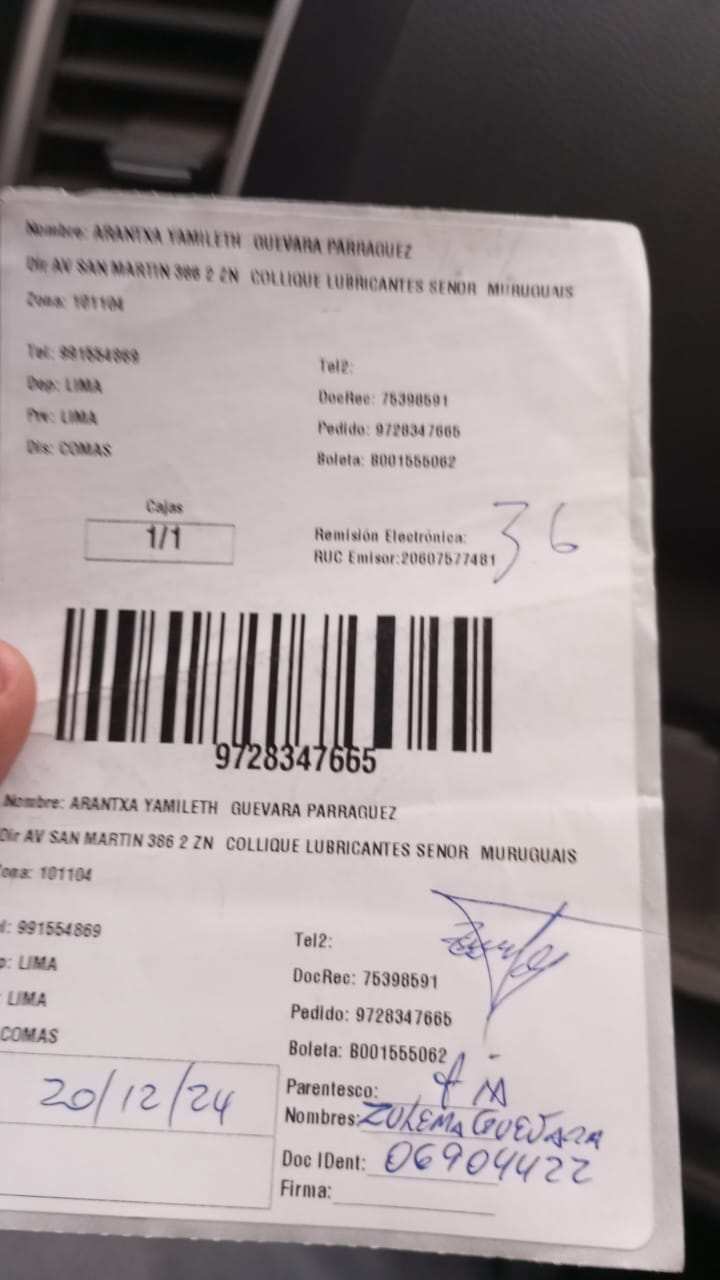 Nombre: ARANTXA YAMILETH GUEVARA PARRAGUEZ
Dir AV SAN MARTIN 386 2 ZN COLLIQUE LUBRICANTES SENOR MURUGUAIS
Zona: 101104
Tel: 991554869 Tel2:
Dep: LIMA DocRec: 75398591
Prv: LIMA Pedido: 9728347665
Dis: COMAS Boleta: B001555062
Cajas
1/1
Remisión Electrónica:
RUC Emisor:20607577481
36
9728347665
Nombre: ARANTXA YAMILETH GUEVARA PARRAGUEZ
Dir AV SAN MARTIN 386 2 ZN COLLIQUE LUBRICANTES SENOR MURUGUAIS
ona: 101104
l: 991554869 Tel2:
p: LIMA DocRec: 75398591
: LIMA Pedido: 9728347665
COMAS Boleta: B001555062
20/12/24
Parentesco:
Nombres: ZULEMA GUEVARA
Doc IDent: 06904422
Firma: